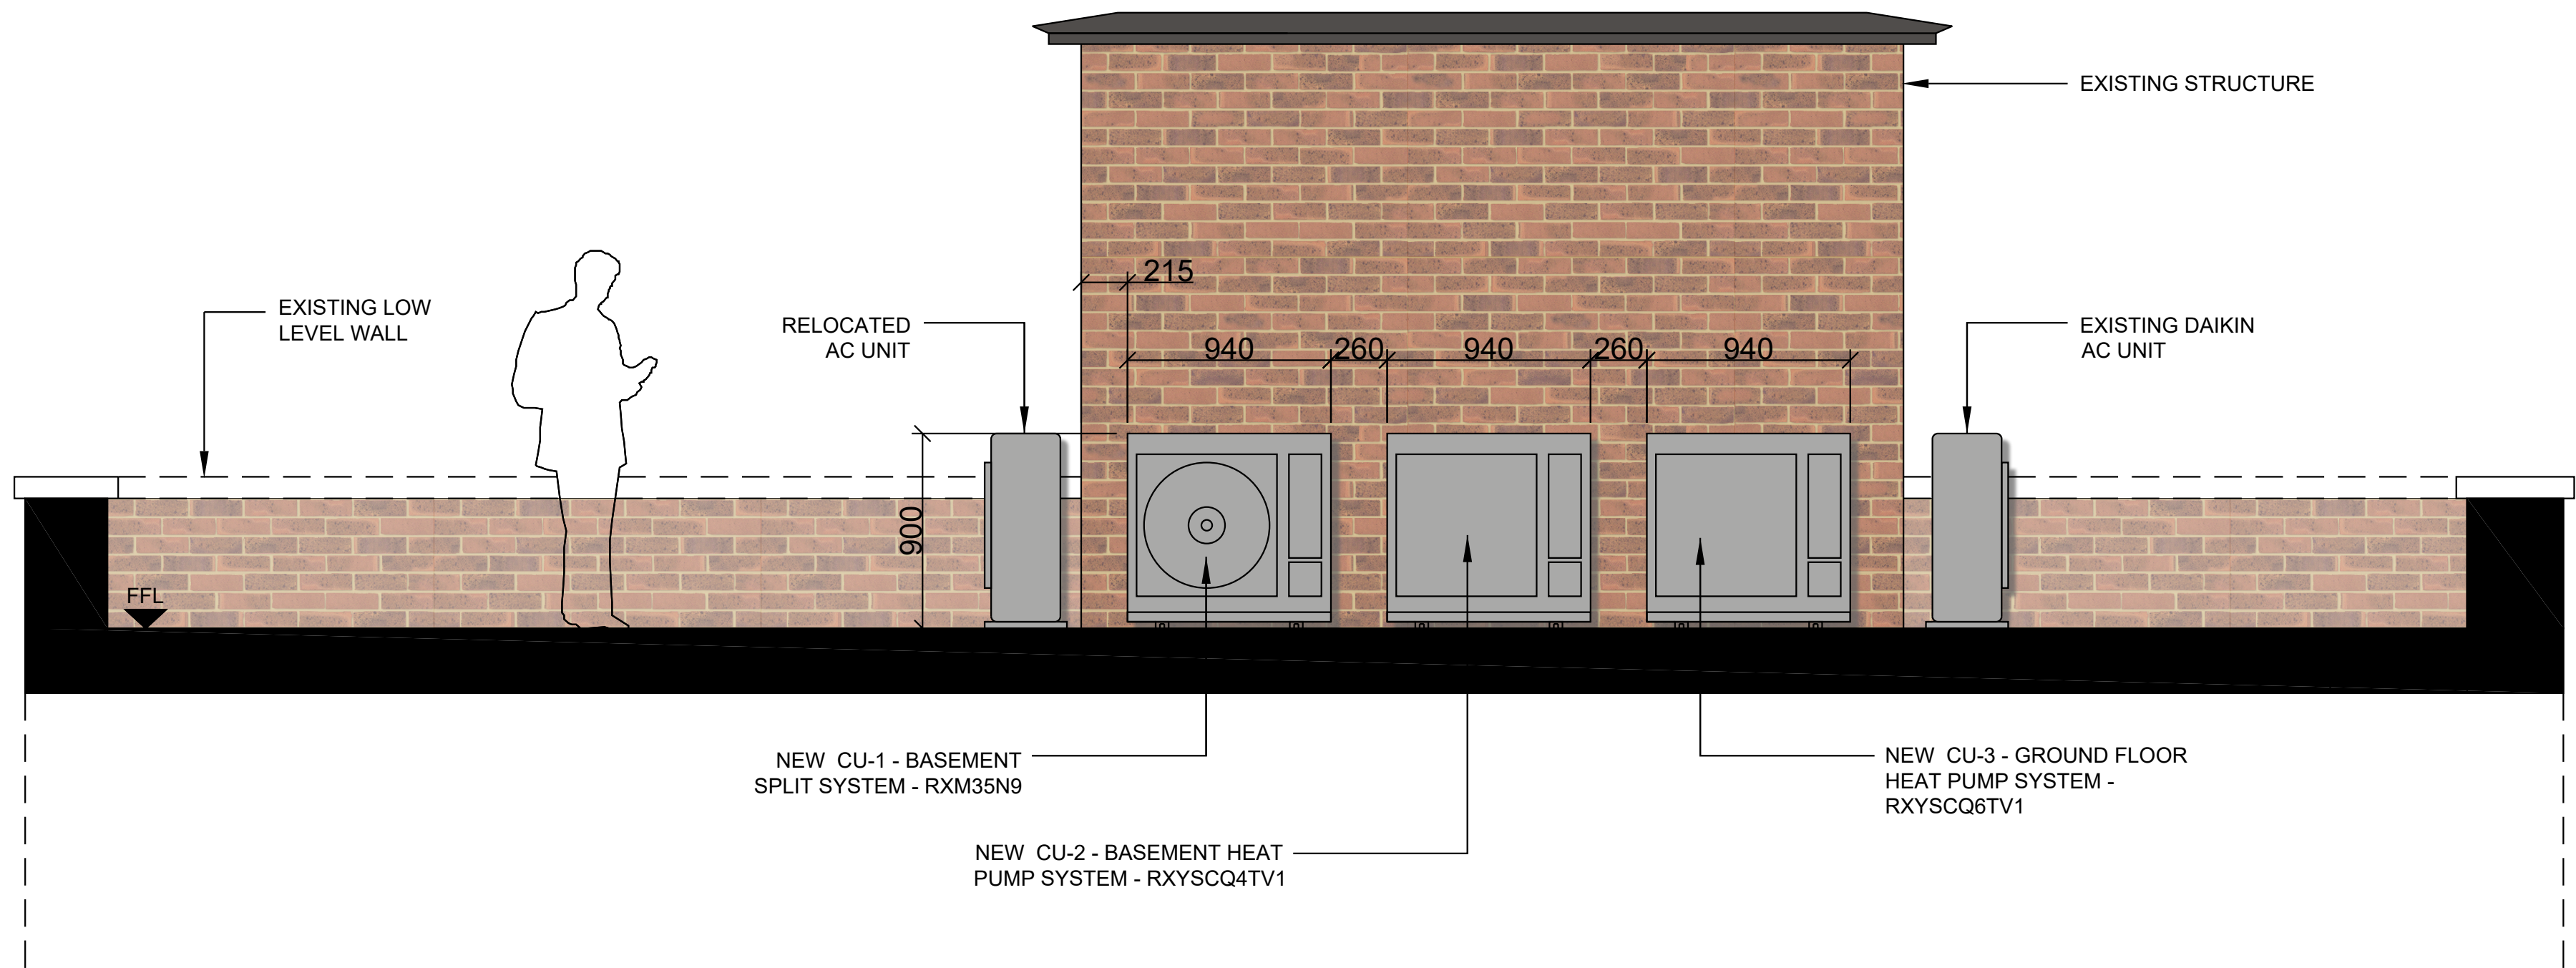 EXISTING STRUCTURE
215
EXISTING LOW
LEVEL WALL
RELOCATED
AC UNIT
940
260
940
260
940
EXISTING DAIKIN
AC UNIT
900
FFL
NEW CU-1 - BASEMENT
SPLIT SYSTEM - RXM35N9
NEW CU-2 - BASEMENT HEAT
PUMP SYSTEM - RXYSCQ4TV1
NEW CU-3 - GROUND FLOOR
HEAT PUMP SYSTEM -
RXYSCQ6TV1